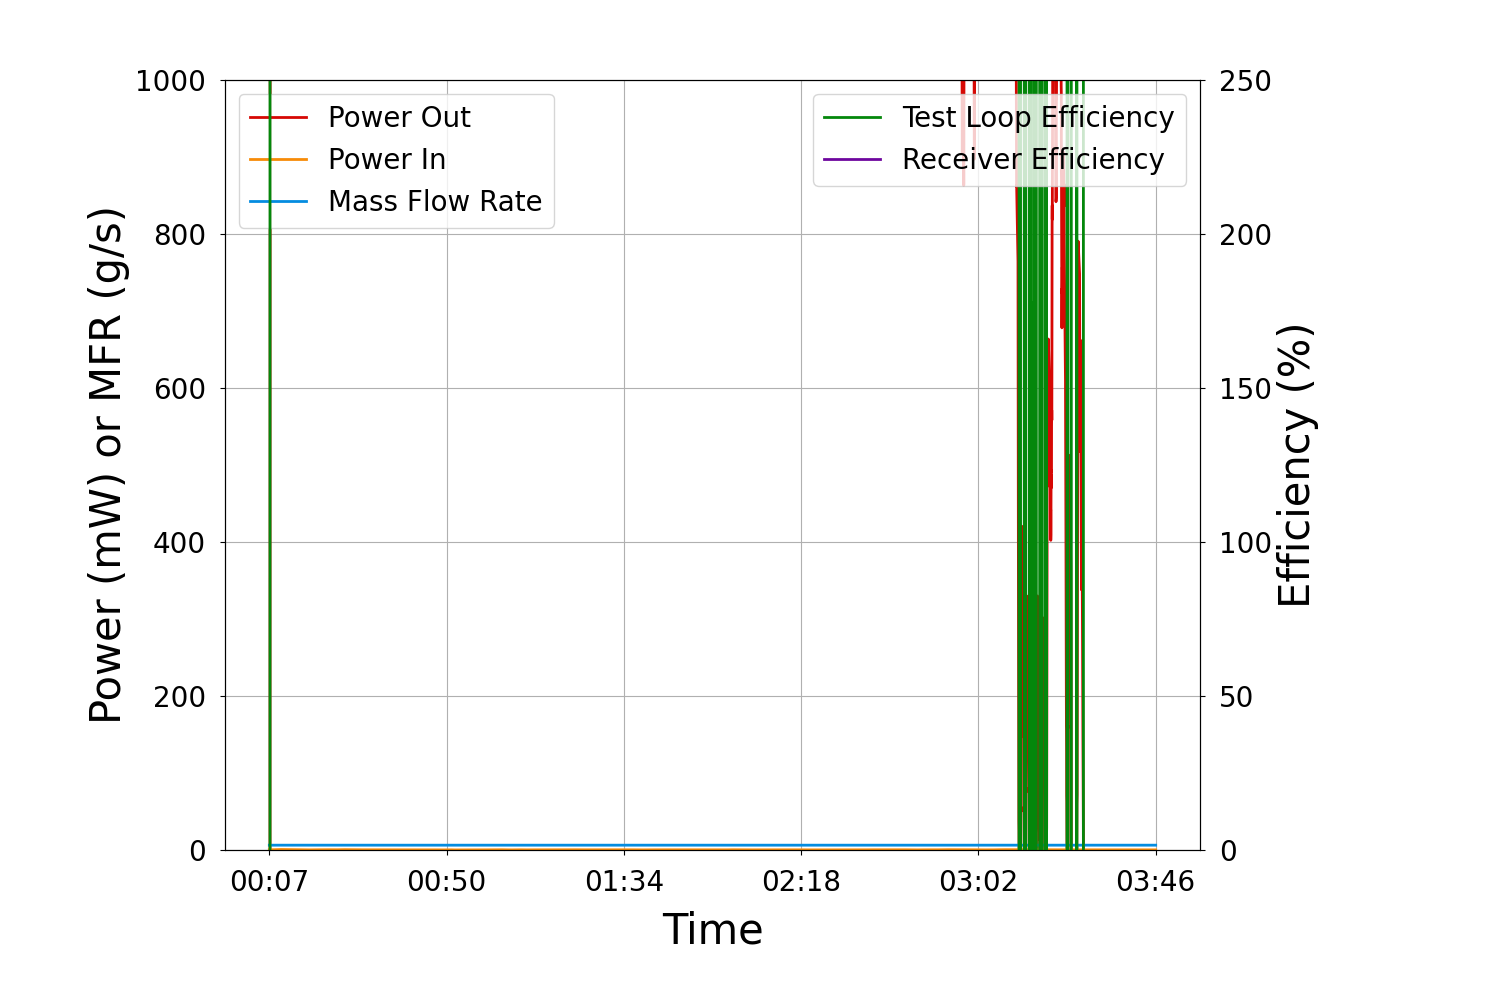 Power (mW) or MFR (g/s)
1000
800
600
400
200
0
Power Out
Power In
Mass Flow Rate
Test Loop Efficiency
Receiver Efficiency
250
200
150
100
50
0
Efficiency (%)
00:07 00:50 01:34 02:18 03:02 03:46
Time